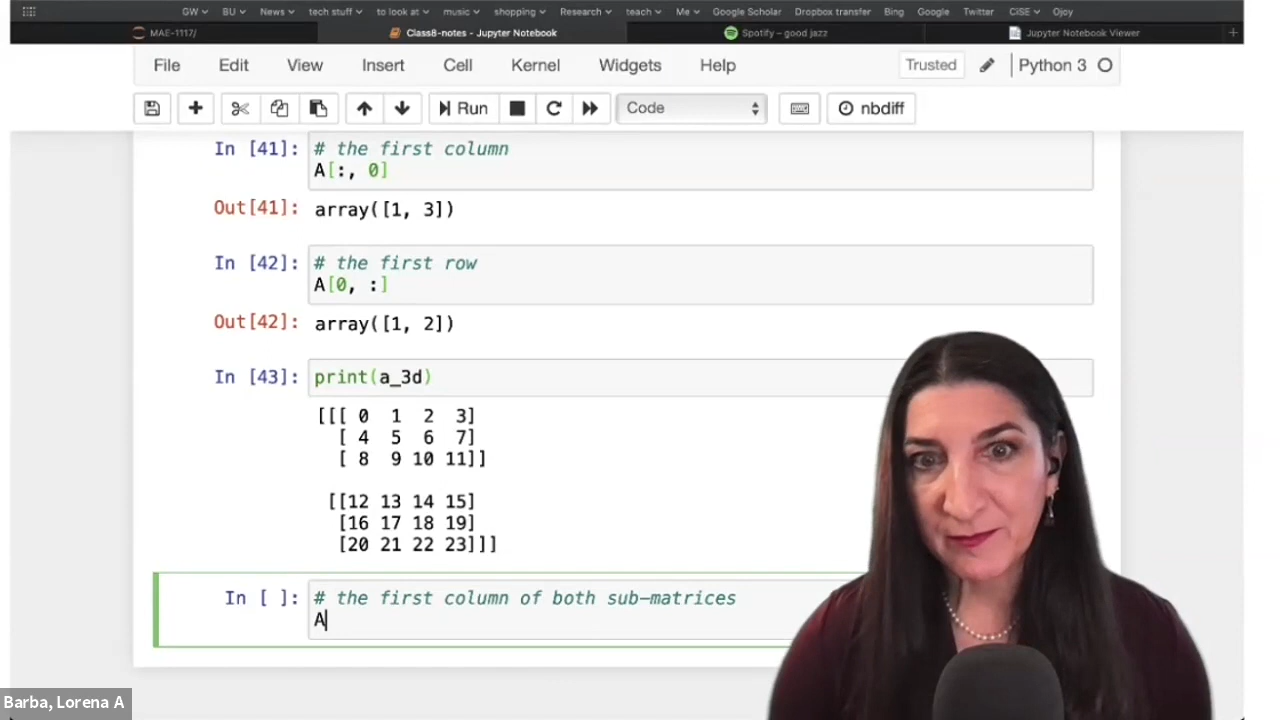 GW BU News tech stuff to look at music shopping Research teach Me Google Scholar Dropbox transfer Bing Google Twitter CiSE Ojoy
MAE-1117/ Class8-notes - Jupyter Notebook Spotify – good jazz Jupyter Notebook Viewer +
File Edit View Insert Cell Kernel Widgets Help Trusted Python 3
Run Code nbdiff
In [41]: # the first column
A[:, 0]
Out[41]: array([1, 3])
In [42]: # the first row
A[0, :]
Out[42]: array([1, 2])
In [43]: print(a_3d)
[[[ 0 1 2 3]
[ 4 5 6 7]
[ 8 9 10 11]]
[[12 13 14 15]
[16 17 18 19]
[20 21 22 23]]]
In [ ]: # the first column of both sub-matrices
A
Barba, Lorena A